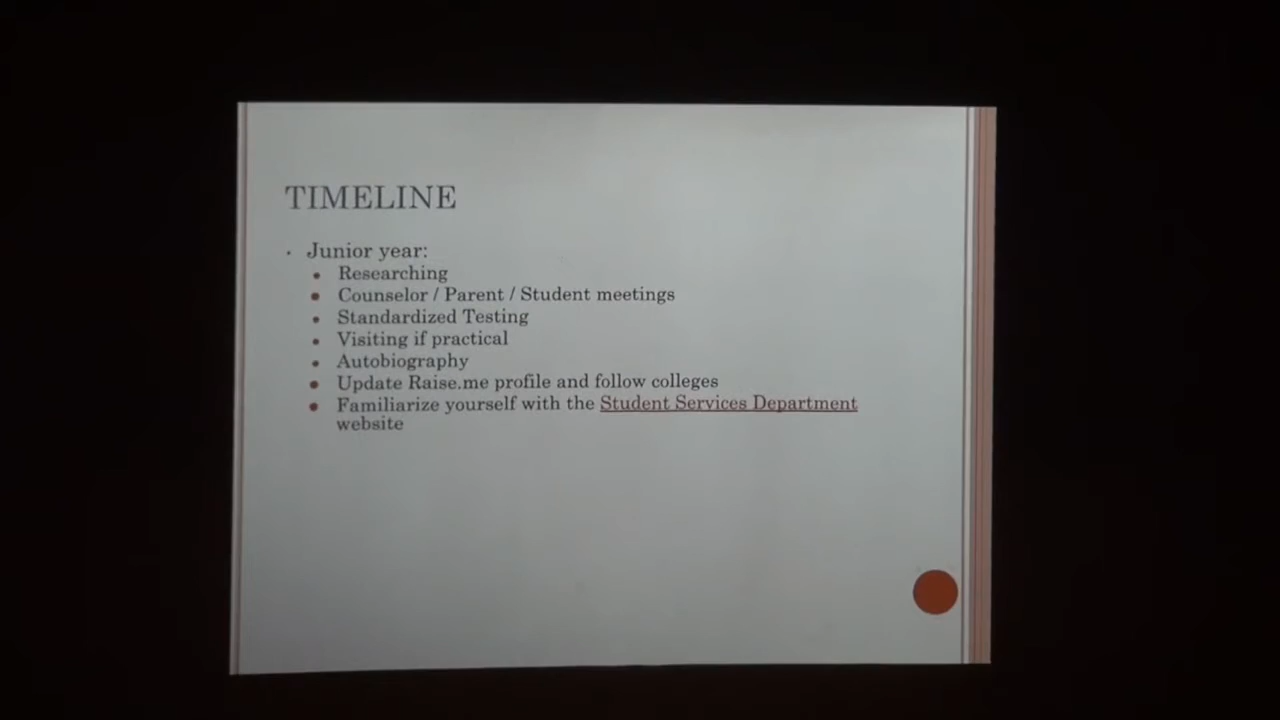 TIMELINE
• Junior year:
• Researching
• Counselor / Parent / Student meetings
• Standardized Testing
• Visiting if practical
• Autobiography
• Update Raise.me profile and follow colleges
• Familiarize yourself with the Student Services Department
website